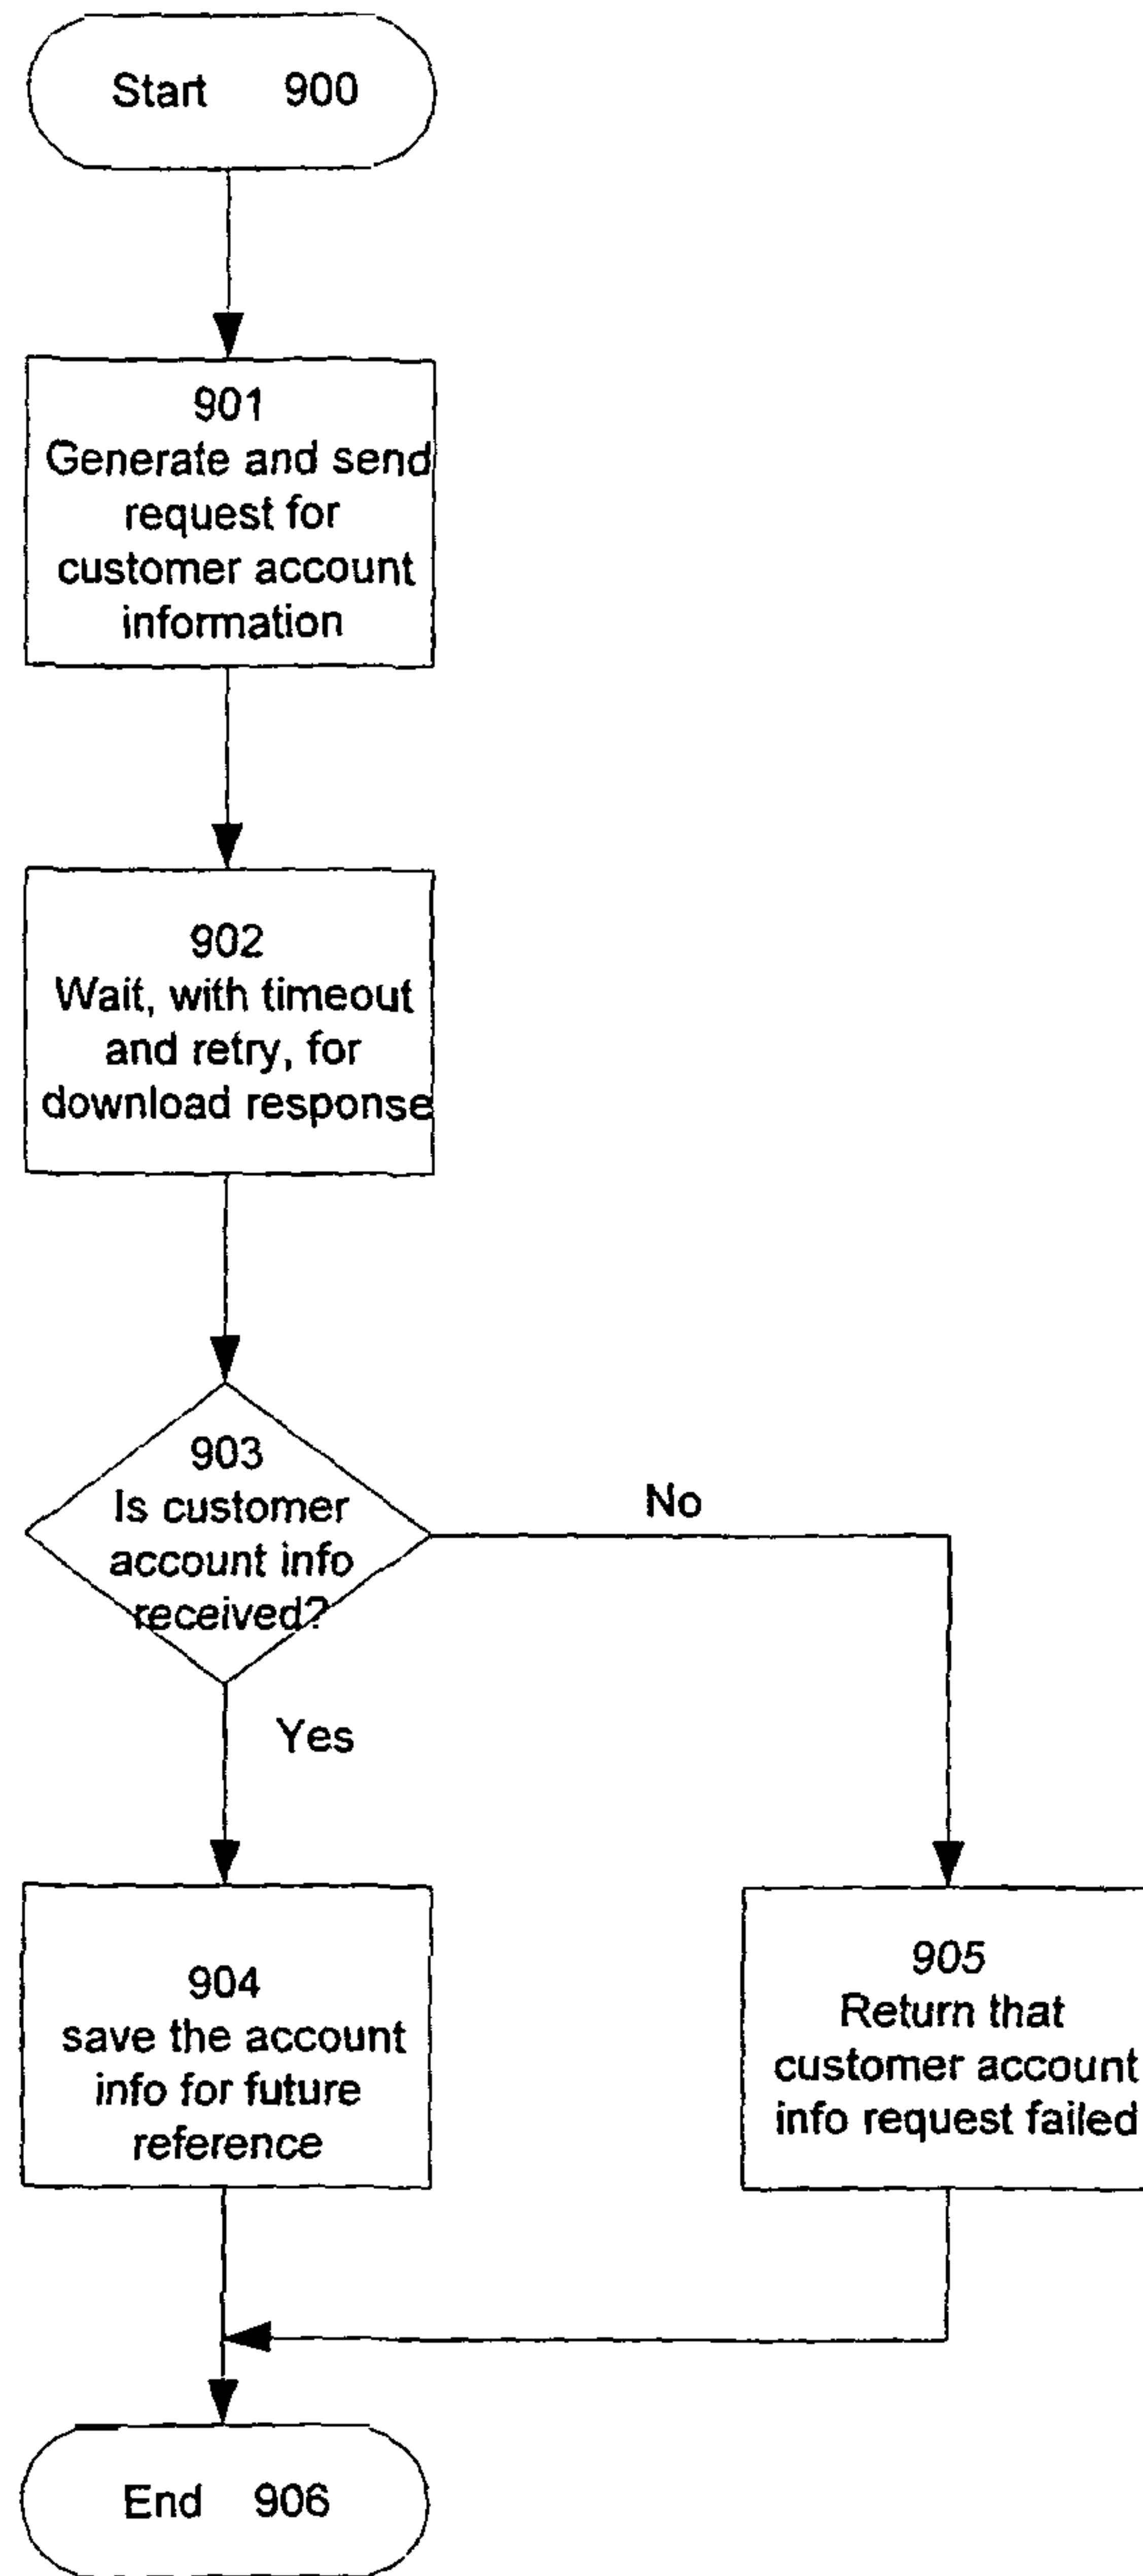 Start 900
901
Generate and send
request for
customer account
information
902
Wait, with timeout
and retry, for
download response
903
Is customer
account info
received?
No
Yes
904
save the account
info for future
reference
905
Return that
customer account
info request failed
End 906